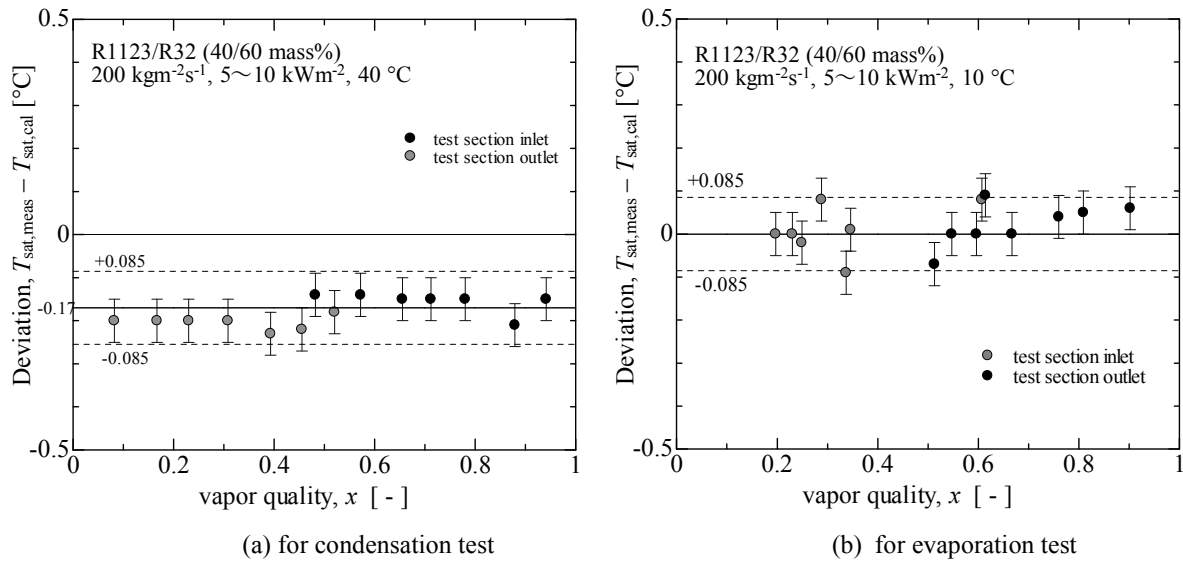 0.5
R1123/R32 (40/60 mass%)
200 kgm-2s-1, 5～10 kWm-2, 40 °C
test section inlet
test section outlet
Deviation, Tsat,meas − Tsat,cal [°C]
0
+0.085
-0.17
-0.085
-0.5
0 0.2 0.4 0.6 0.8 1
vapor quality, x [ - ]
(a) for condensation test
0.5
R1123/R32 (40/60 mass%)
200 kgm-2s-1, 5～10 kWm-2, 10 °C
Deviation, Tsat,meas − Tsat,cal [°C]
+0.085
0
-0.085
test section inlet
test section outlet
-0.5
0 0.2 0.4 0.6 0.8 1
vapor quality, x [ - ]
(b) for evaporation test